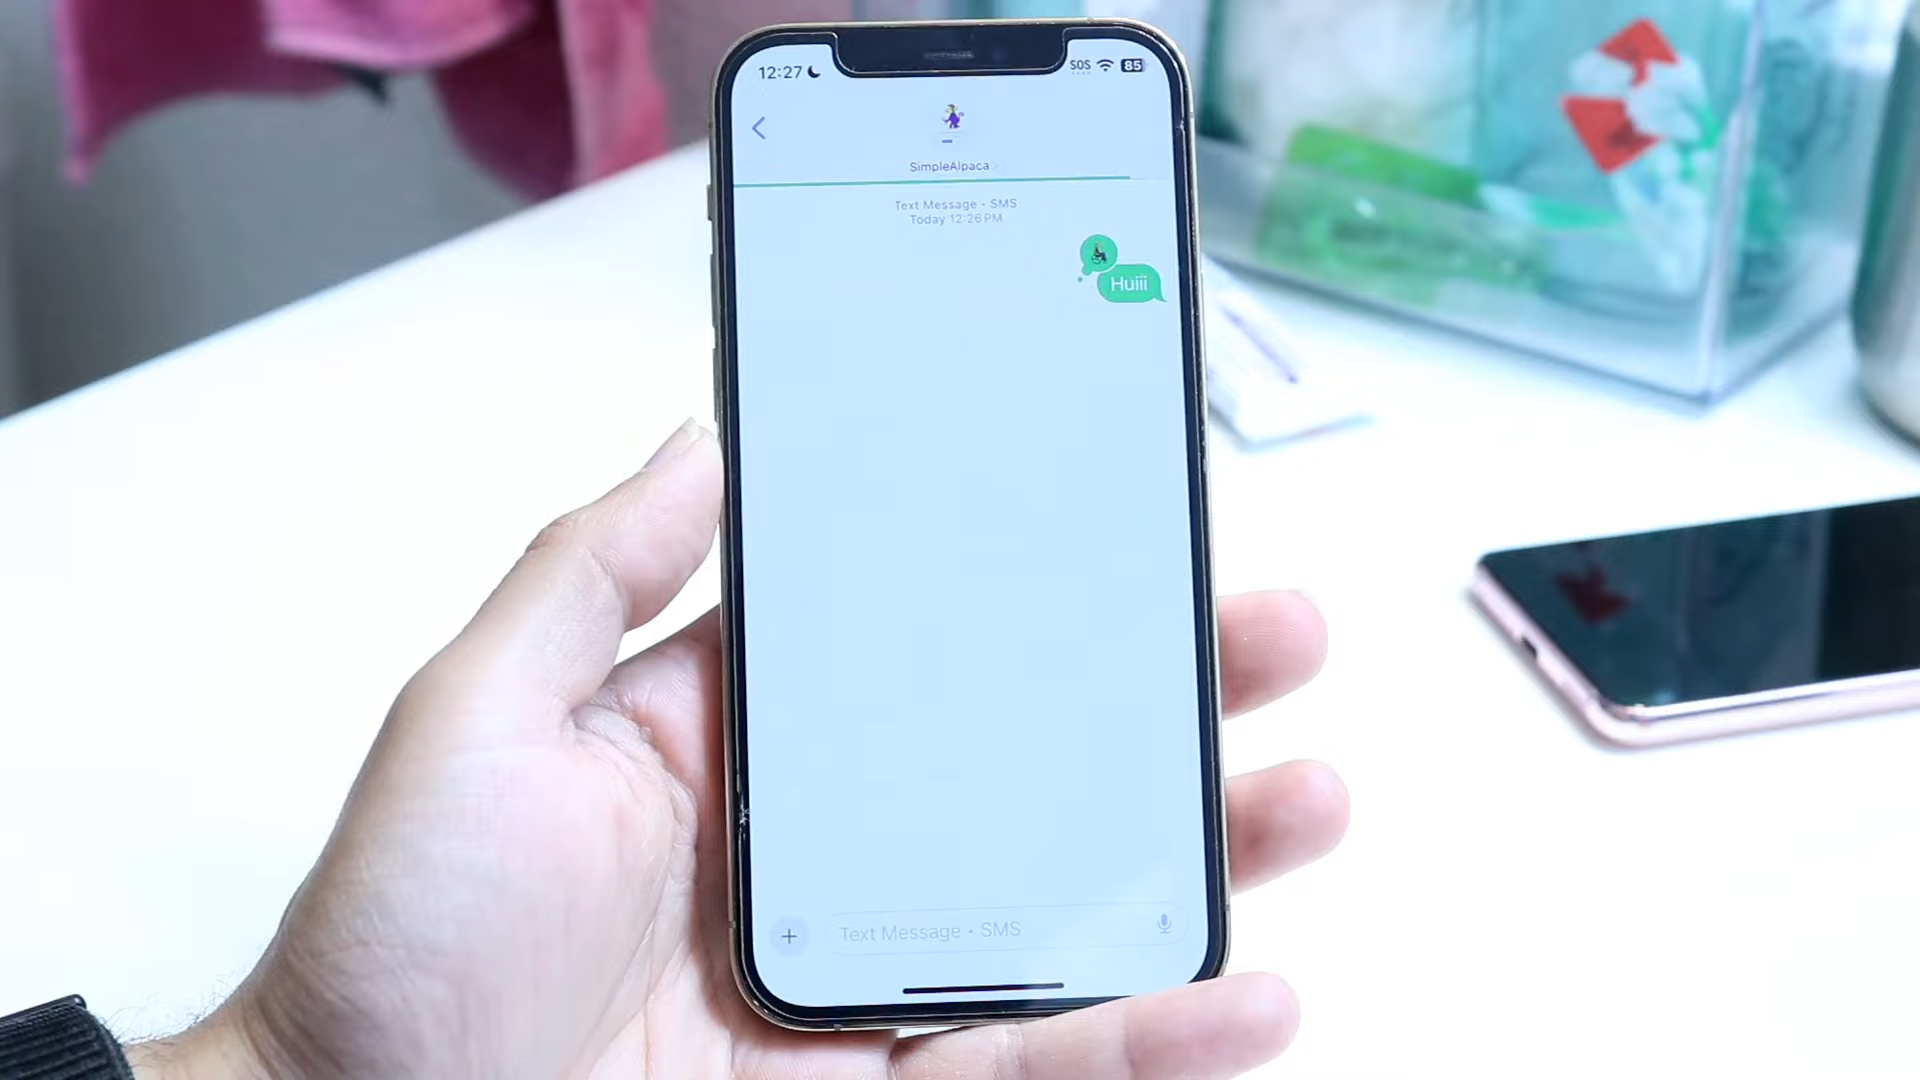 12:27
SOS
85
SimpleAlpaca
Text Message • SMS
Today 12:26 PM
Huiii
Text Message • SMS